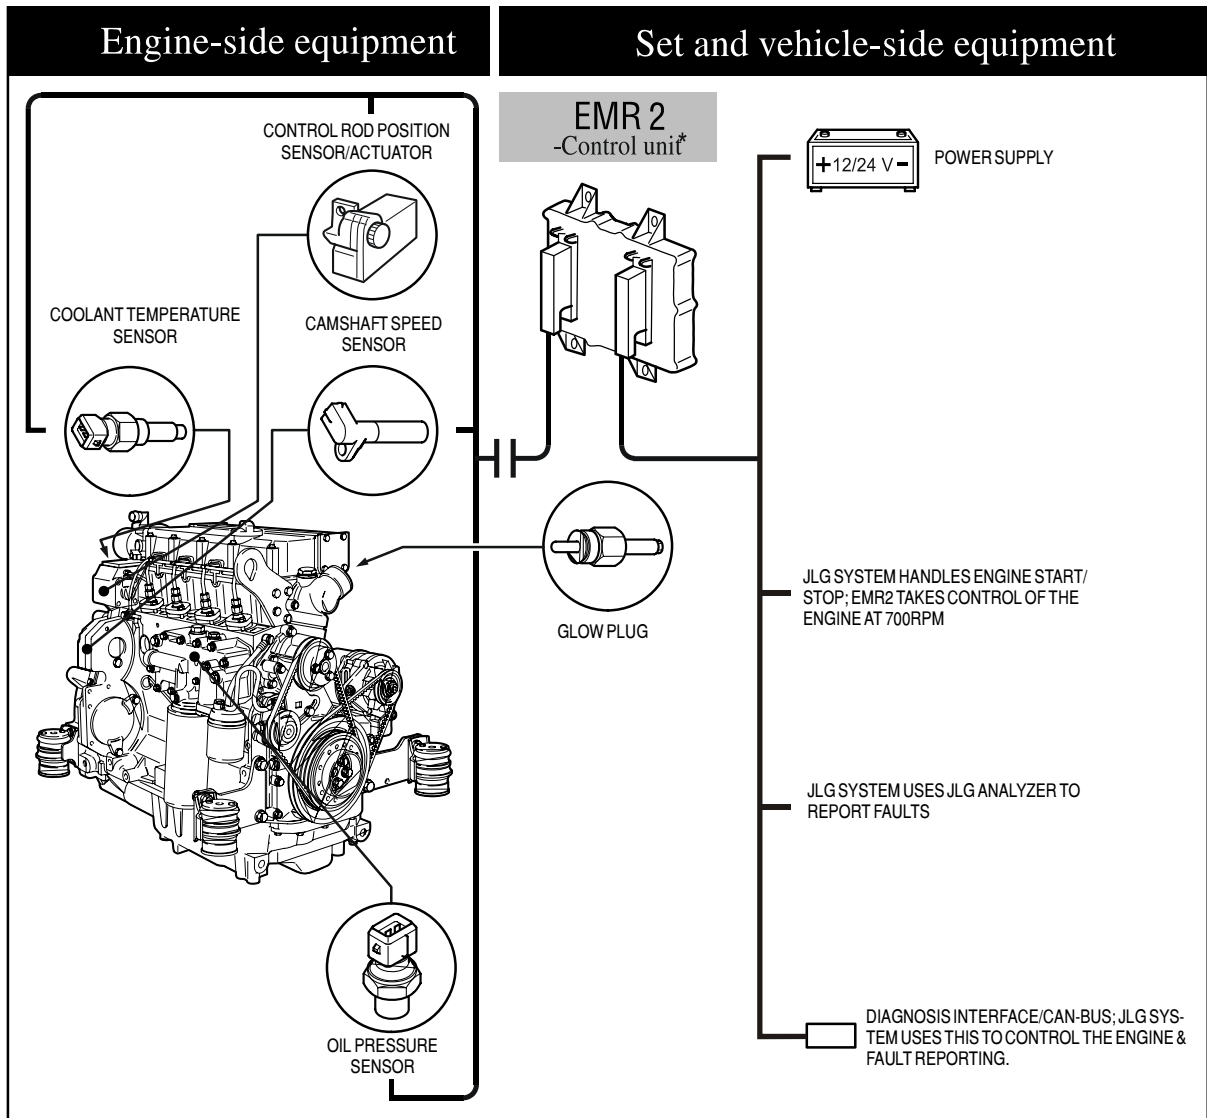 Engine-side equipment
Set and vehicle-side equipment
CONTROL ROD POSITION
SENSOR/ACTUATOR
EMR 2
-Control unit*
+ 12/24 V -
POWER SUPPLY
COOLANT TEMPERATURE
SENSOR
CAMSHAFT SPEED
SENSOR
JLG SYSTEM HANDLES ENGINE START/
STOP; EMR2 TAKES CONTROL OF THE
ENGINE AT 700RPM
GLOW PLUG
JLG SYSTEM USES JLG ANALYZER TO
REPORT FAULTS
OIL PRESSURE
SENSOR
DIAGNOSIS INTERFACE/CAN-BUS; JLG SYS-
TEM USES THIS TO CONTROL THE ENGINE &
FAULT REPORTING.